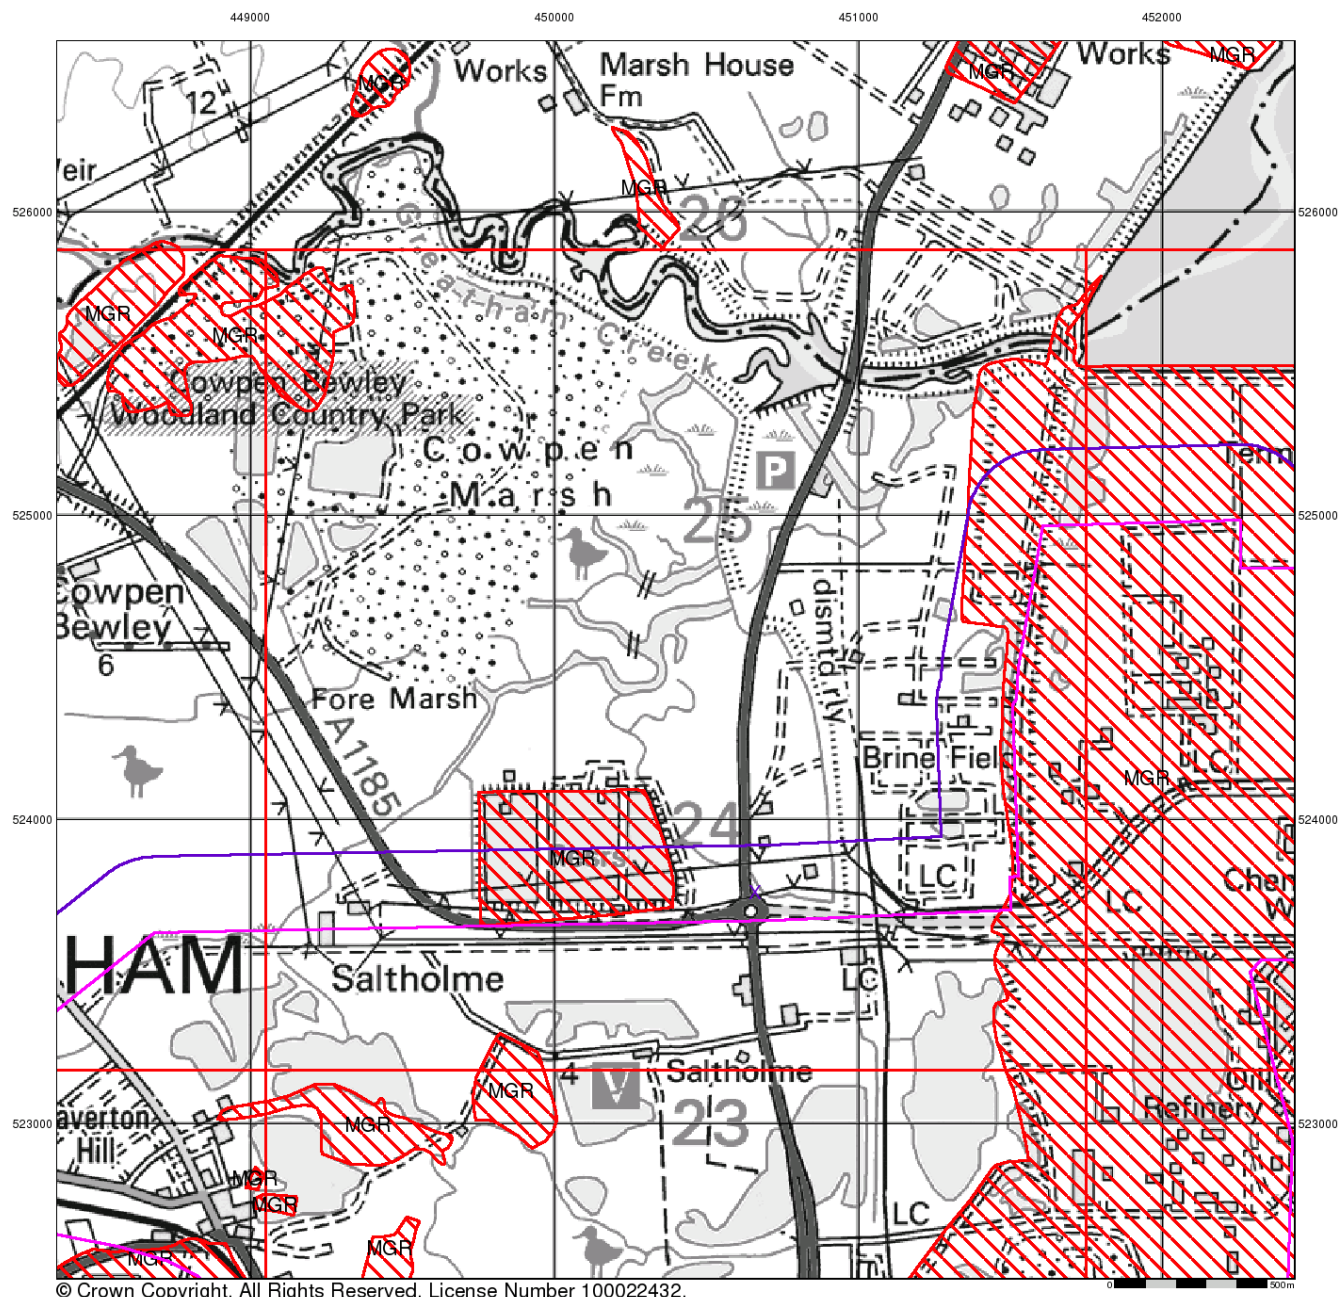 449000 450000 451000 452000
Works
Marsh House
Fm
Works
MGR
MGR
MGR
12
eir
MGR
526000
26
526000
Greatham Creek
MGR
MGR
Cowpen Bewley
Woodland Country Park
Cowpen
Marsh
P
Term
525000
25
525000
Cowpen
Bewley
6
dismtd rly
Fore Marsh
A1185
Brine Field
LC
MGR
524000
24
524000
MGR
LC
LC
Chem
W
HAM
Saltholme
LC
4
V
Saltholme
MGR
Oil
Refinery
averton
Hill
MGR
523000
23
523000
MGR
MGR
LC
MGR
MGR
© Crown Copyright. All Rights Reserved. License Number 100022432.
0 500m